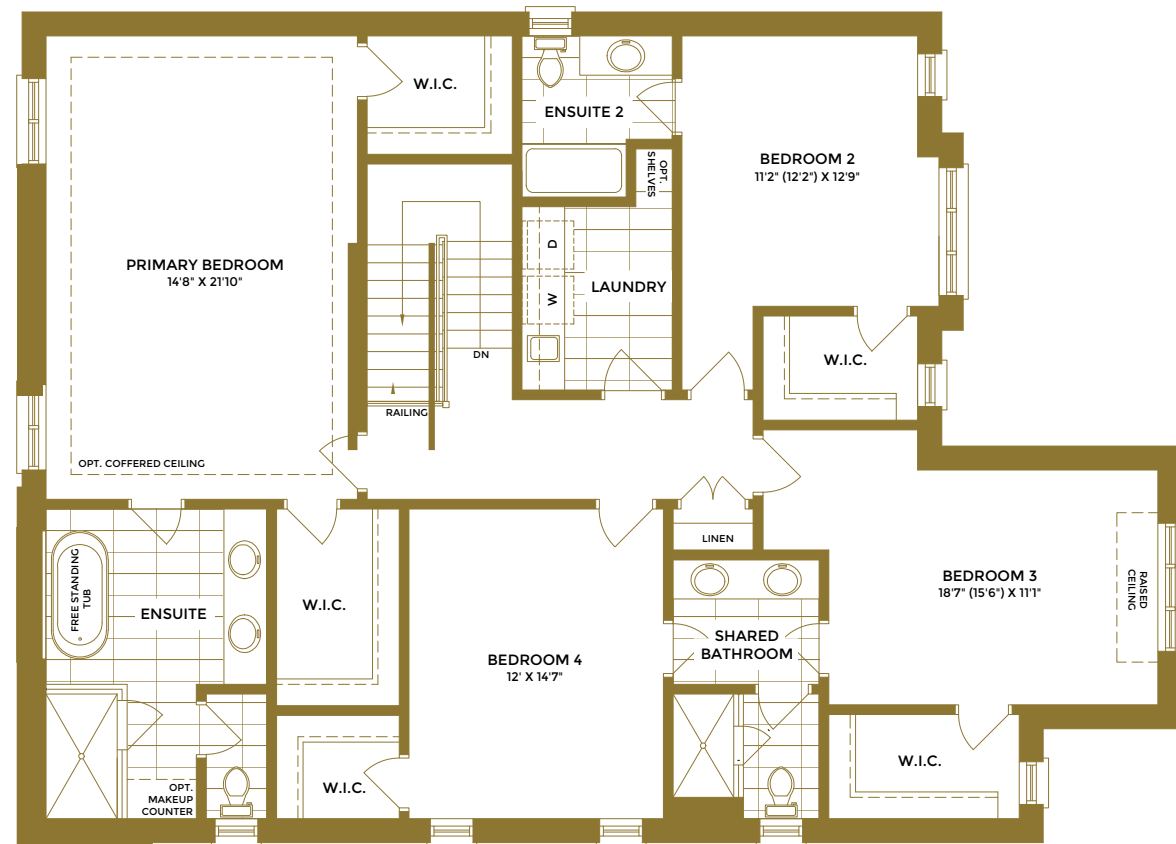 W.I.C.
ENSUITE 2
OPT.
SHELVES
BEDROOM 2
11'2" (12'2") X 12'9"
PRIMARY BEDROOM
14'8" X 21'10"
D
W
LAUNDRY
DN
W.I.C.
RAILING
OPT. COFFERED CEILING
LINEN
FREE STANDING
TUB
ENSUITE
W.I.C.
BEDROOM 4
12' X 14'7"
SHARED
BATHROOM
BEDROOM 3
18'7" (15'6") X 11'1"
RAISED
CEILING
OPT.
MAKEUP
COUNTER
W.I.C.
W.I.C.